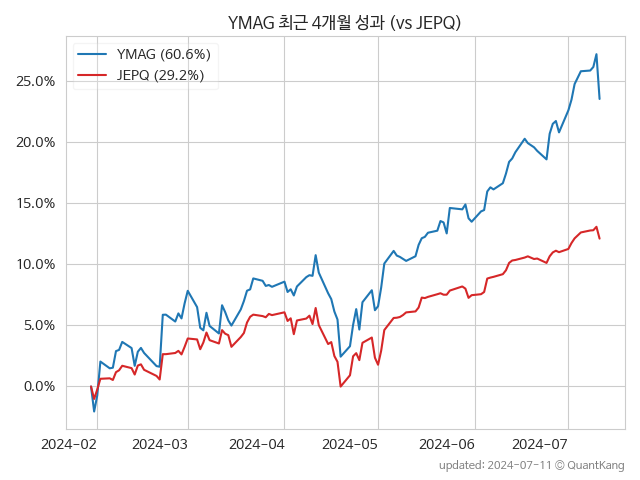 YMAG 최근 4개월 성과 (vs JEPQ)
YMAG (60.6%)
JEPQ (29.2%)
25.0%
20.0%
15.0%
10.0%
5.0%
0.0%
2024-02 2024-03 2024-04 2024-05 2024-06 2024-07
updated: 2024-07-11 © QuantKang